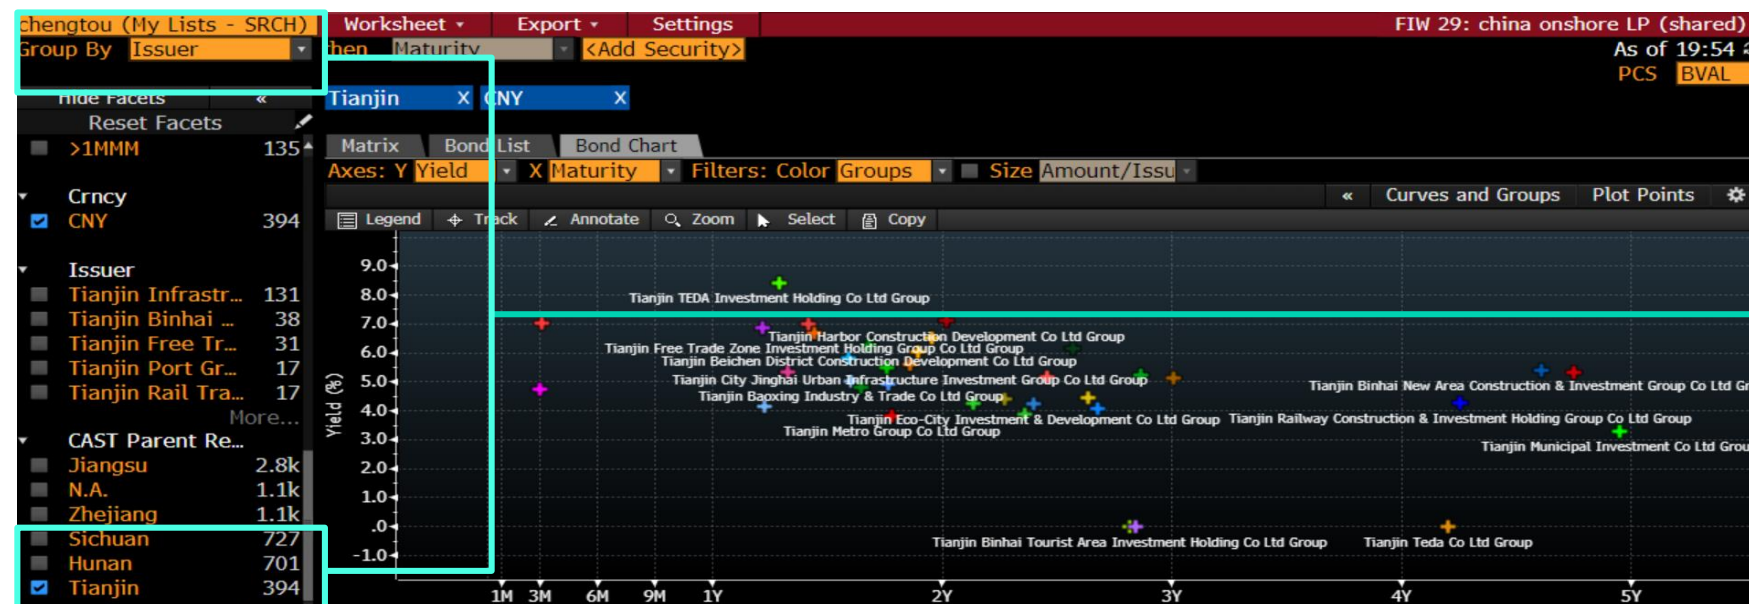 chengtou (My Lists - SRCH) Worksheet Export Settings FIW 29: china onshore LP (shared)
Group By Issuer then Maturity <Add Security> As of 19:54
PCS BVAL
Hide Facets « Tianjin X CNY X
Reset Facets
>1MMM 135 Matrix Bond List Bond Chart
Axes: Y Yield X Maturity Filters: Color Groups Size Amount/Issu
Crncy « Curves and Groups Plot Points
CNY 394 Legend Track Annotate Zoom Select Copy
Issuer
Tianjin Infrastr... 131
Tianjin Binhai ... 38
Tianjin Free Tr... 31
Tianjin Port Gr... 17
Tianjin Rail Tra... 17
More...
CAST Parent Re...
Jiangsu 2.8k
N.A. 1.1k
Zhejiang 1.1k
Sichuan 727
Hunan 701
Tianjin 394
Yield (%)
9.0
8.0
7.0
6.0
5.0
4.0
3.0
2.0
1.0
.0
-1.0
Tianjin TEDA Investment Holding Co Ltd Group
Tianjin Harbor Construction Development Co Ltd Group
Tianjin Free Trade Zone Investment Holding Group Co Ltd Group
Tianjin Beichen District Construction Development Co Ltd Group
Tianjin City Jinghai Urban Infrastructure Investment Group Co Ltd Group
Tianjin Binhai New Area Construction & Investment Group Co Ltd Gr
Tianjin Baoxing Industry & Trade Co Ltd Group
Tianjin Eco-City Investment & Development Co Ltd Group
Tianjin Railway Construction & Investment Holding Group Co Ltd Group
Tianjin Metro Group Co Ltd Group
Tianjin Municipal Investment Co Ltd Grou
Tianjin Binhai Tourist Area Investment Holding Co Ltd Group
Tianjin Teda Co Ltd Group
1M 3M 6M 9M 1Y 2Y 3Y 4Y 5Y